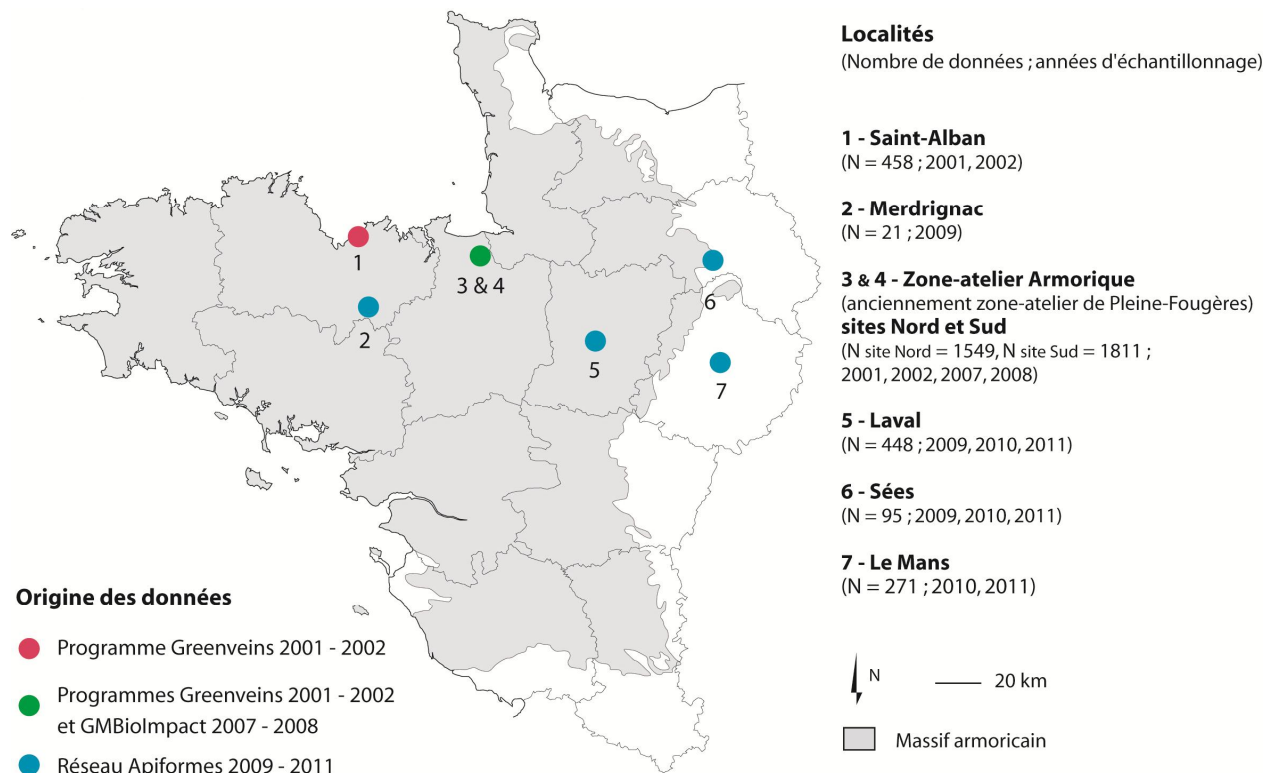 Localités
(Nombre de données ; années d'échantillonnage)
1 - Saint-Alban
(N = 458 ; 2001, 2002)
2 - Merdrignac
(N = 21 ; 2009)
3 & 4 - Zone-atelier Armorique
(anciennement zone-atelier de Pleine-Fougères)
sites Nord et Sud
(N site Nord = 1549, N site Sud = 1811 ;
2001, 2002, 2007, 2008)
5 - Laval
(N = 448 ; 2009, 2010, 2011)
6 - Sées
(N = 95 ; 2009, 2010, 2011)
7 - Le Mans
(N = 271 ; 2010, 2011)
1
2
3 & 4
5
6
7
Origine des données
Programme Greenveins 2001 - 2002
Programmes Greenveins 2001 - 2002
et GMBioImpact 2007 - 2008
Réseau Apiformes 2009 - 2011
N
20 km
Massif armoricain